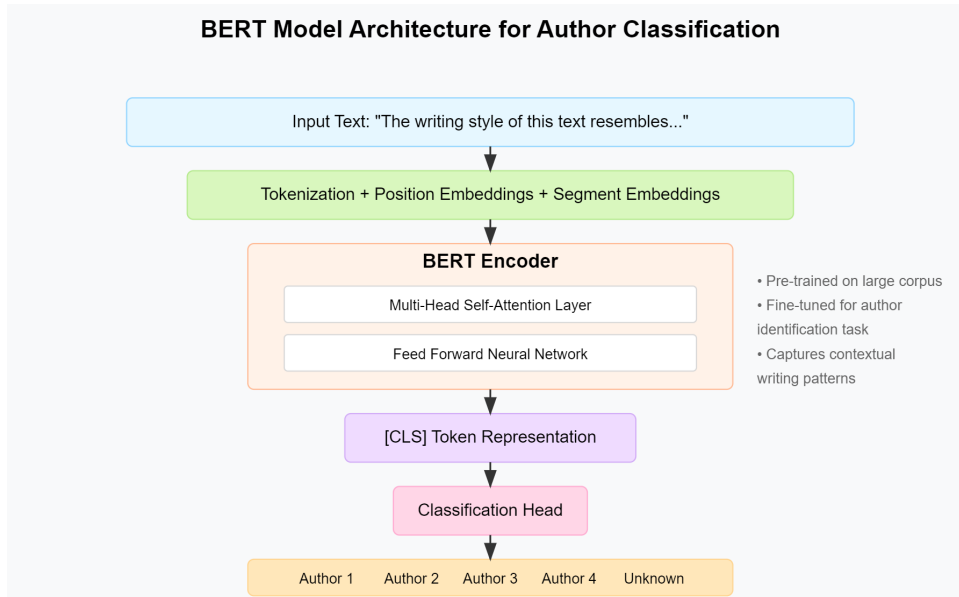 BERT Model Architecture for Author Classification
Input Text: "The writing style of this text resembles..."
Tokenization + Position Embeddings + Segment Embeddings
BERT Encoder
Multi-Head Self-Attention Layer
Feed Forward Neural Network
• Pre-trained on large corpus
• Fine-tuned for author
identification task
• Captures contextual
writing patterns
[CLS] Token Representation
Classification Head
Author 1 Author 2 Author 3 Author 4 Unknown